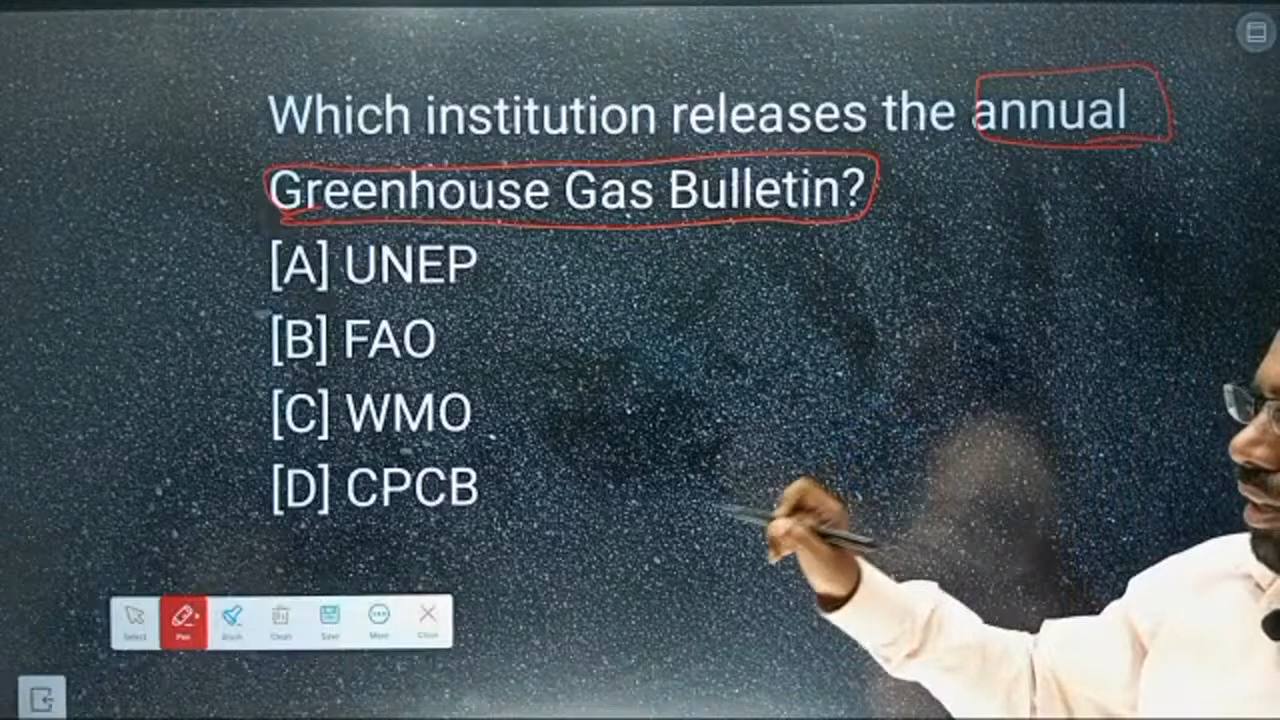 Which institution releases the annual
Greenhouse Gas Bulletin?
[A] UNEP
[B] FAO
[C] WMO
[D] CPCB
Select Pen Brush Clean Save More Close